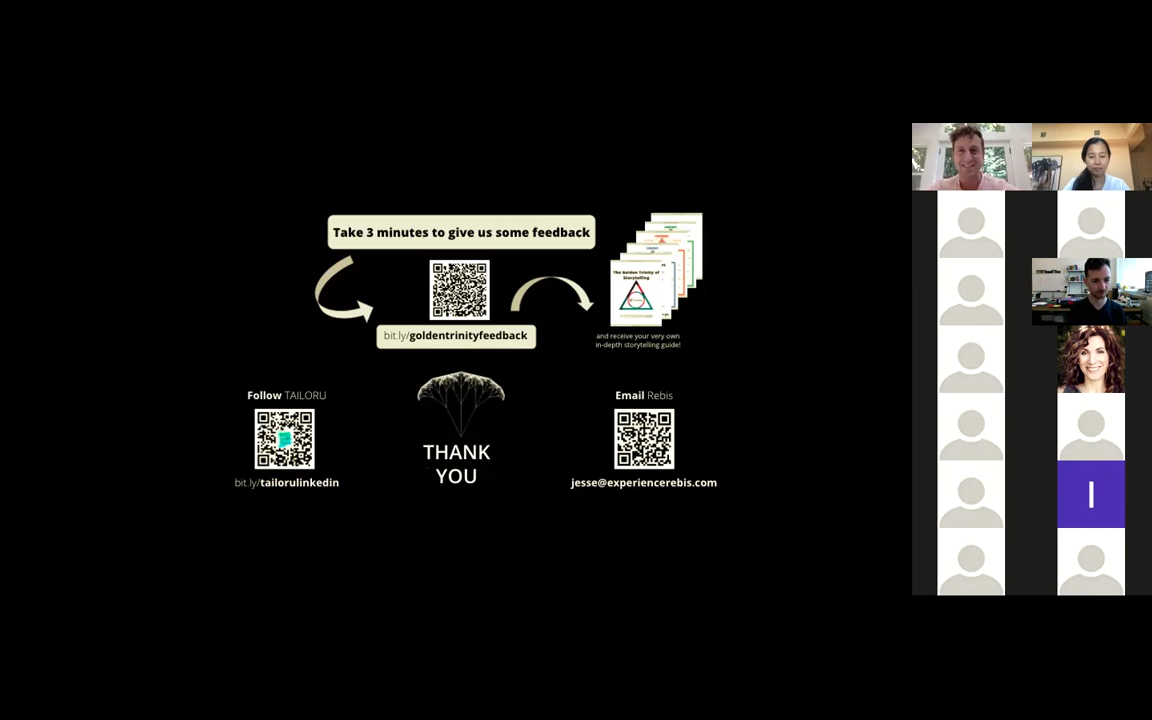 Take 3 minutes to give us some feedback
bit.ly/goldentrinityfeedback
The Golden Trinity of
Storytelling
and receive your very own
in-depth storytelling guide!
Follow TAILORU
bit.ly/tailorulinkedin
THANK
YOU
Email Rebis
jesse@experiencerebis.com
I